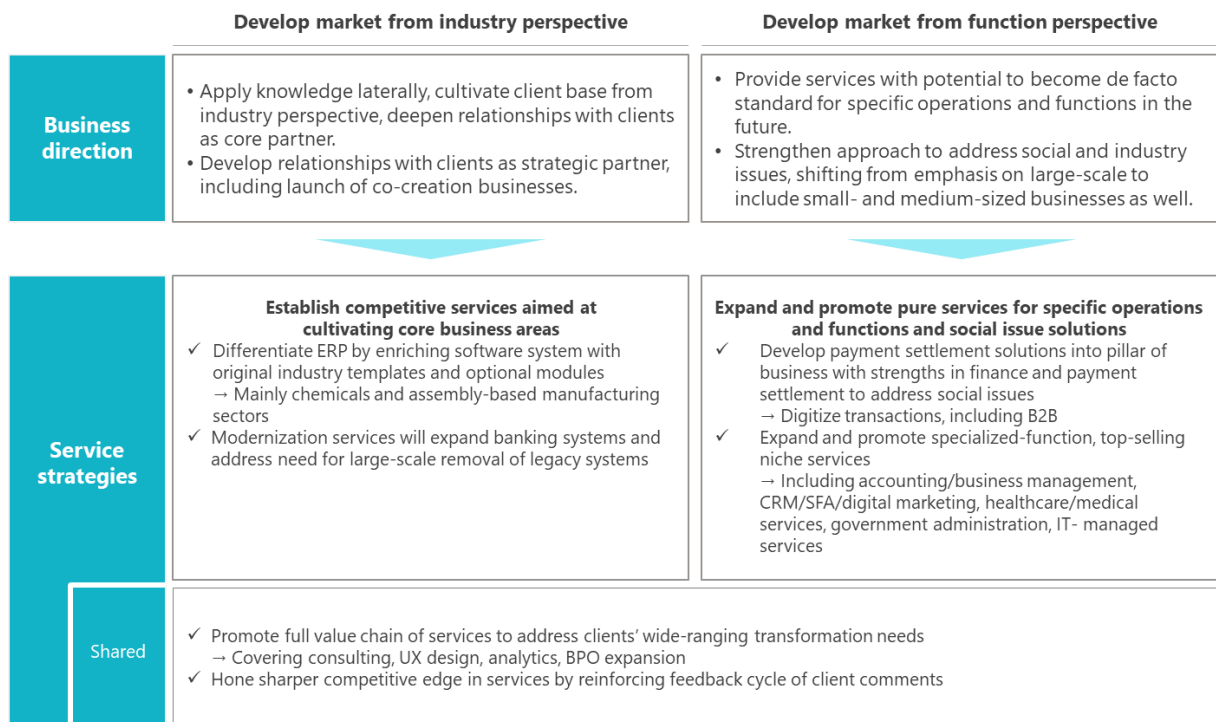 Develop market from industry perspective
Develop market from function perspective
Business
direction
• Apply knowledge laterally, cultivate client base from
industry perspective, deepen relationships with clients
as core partner.
• Develop relationships with clients as strategic partner,
including launch of co-creation businesses.
• Provide services with potential to become de facto
standard for specific operations and functions in the
future.
• Strengthen approach to address social and industry
issues, shifting from emphasis on large-scale to
include small- and medium-sized businesses as well.
Service
strategies
Establish competitive services aimed at
cultivating core business areas
✓ Differentiate ERP by enriching software system with
original industry templates and optional modules
→ Mainly chemicals and assembly-based manufacturing
sectors
✓ Modernization services will expand banking systems and
address need for large-scale removal of legacy systems
Expand and promote pure services for specific operations
and functions and social issue solutions
✓ Develop payment settlement solutions into pillar of
business with strengths in finance and payment
settlement to address social issues
→ Digitize transactions, including B2B
✓ Expand and promote specialized-function, top-selling
niche services
→ Including accounting/business management,
CRM/SFA/digital marketing, healthcare/medical
services, government administration, IT- managed
services
Shared
✓ Promote full value chain of services to address clients' wide-ranging transformation needs
→ Covering consulting, UX design, analytics, BPO expansion
✓ Hone sharper competitive edge in services by reinforcing feedback cycle of client comments